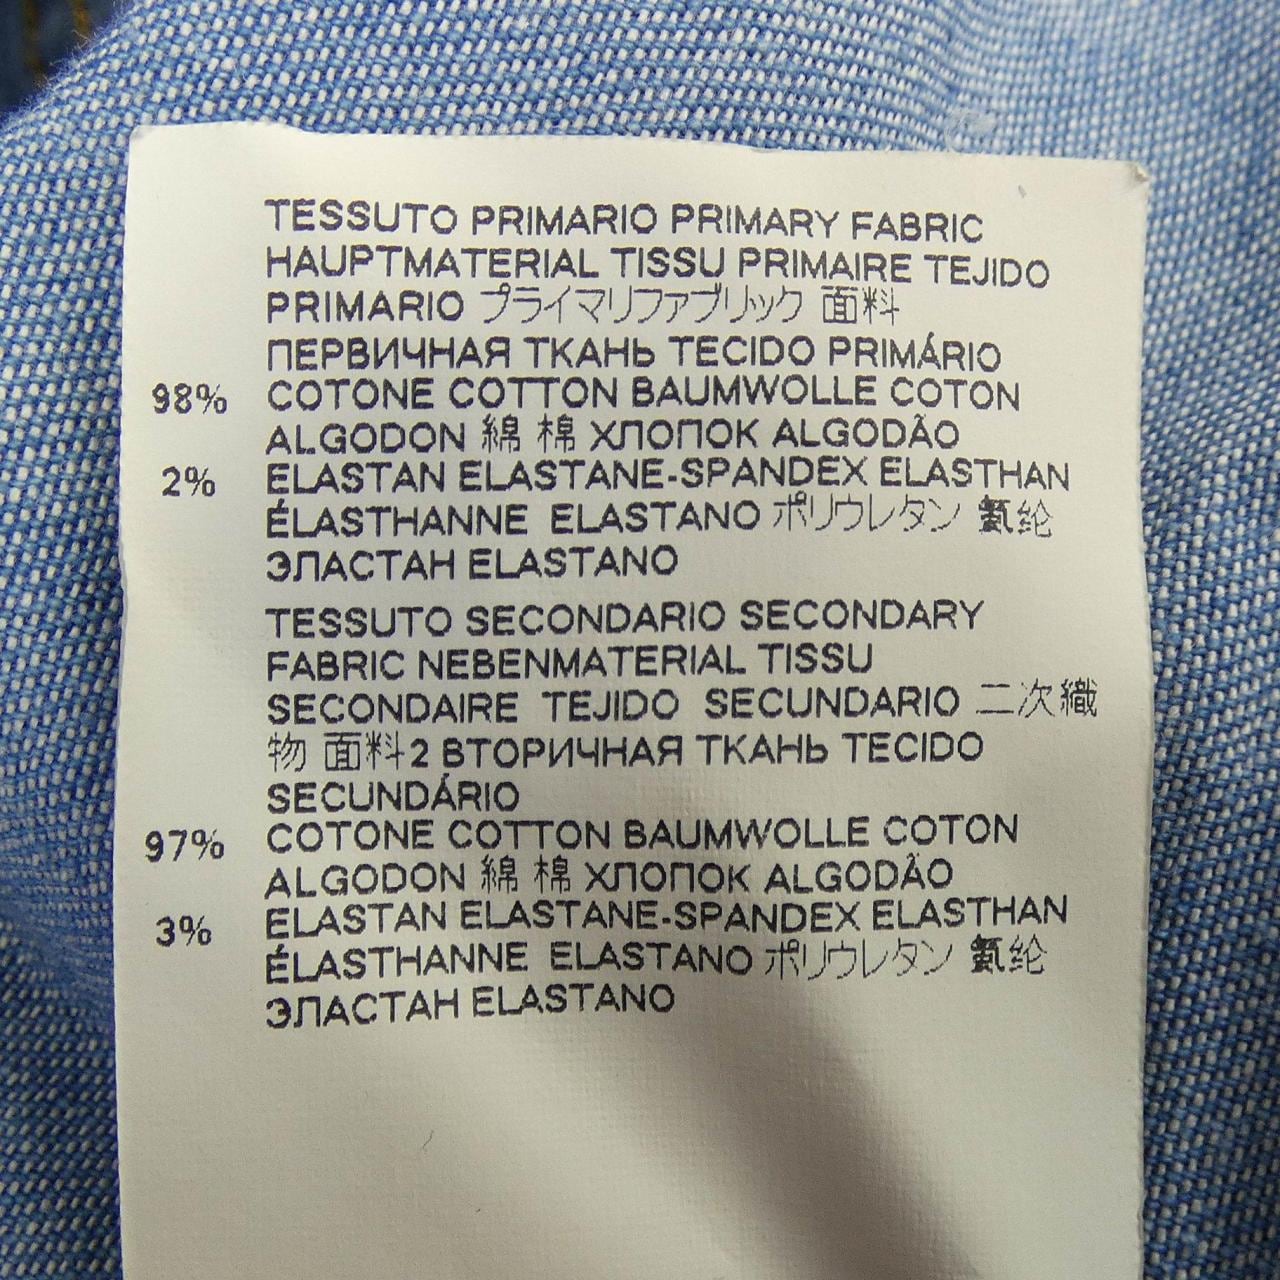 TESSUTO PRIMARIO PRIMARY FABRIC
HAUPTMATERIAL TISSU PRIMAIRE TEJIDO
PRIMARIO プライマリファブリック 面料
ПЕРВИЧНАЯ ТКАНЬ TECIDO PRIMÁRIO
98% COTONE COTTON BAUMWOLLE COTON
ALGODON 綿 棉 ХЛОПОК ALGODÃO
2% ELASTAN ELASTANE-SPANDEX ELASTHAN
ÉLASTHANNE ELASTANO ポリウレタン 氨纶
ЭЛАСТАН ELASTANO
TESSUTO SECONDARIO SECONDARY
FABRIC NEBENMATERIAL TISSU
SECONDAIRE TEJIDO SECUNDARIO 二次織
物 面料2 ВТОРИЧНАЯ ТКАНЬ TECIDO
SECUNDÁRIO
97% COTONE COTTON BAUMWOLLE COTON
ALGODON 綿 棉 ХЛОПОК ALGODÃO
3% ELASTAN ELASTANE-SPANDEX ELASTHAN
ÉLASTHANNE ELASTANO ポリウレタン 氨纶
ЭЛАСТАН ELASTANO